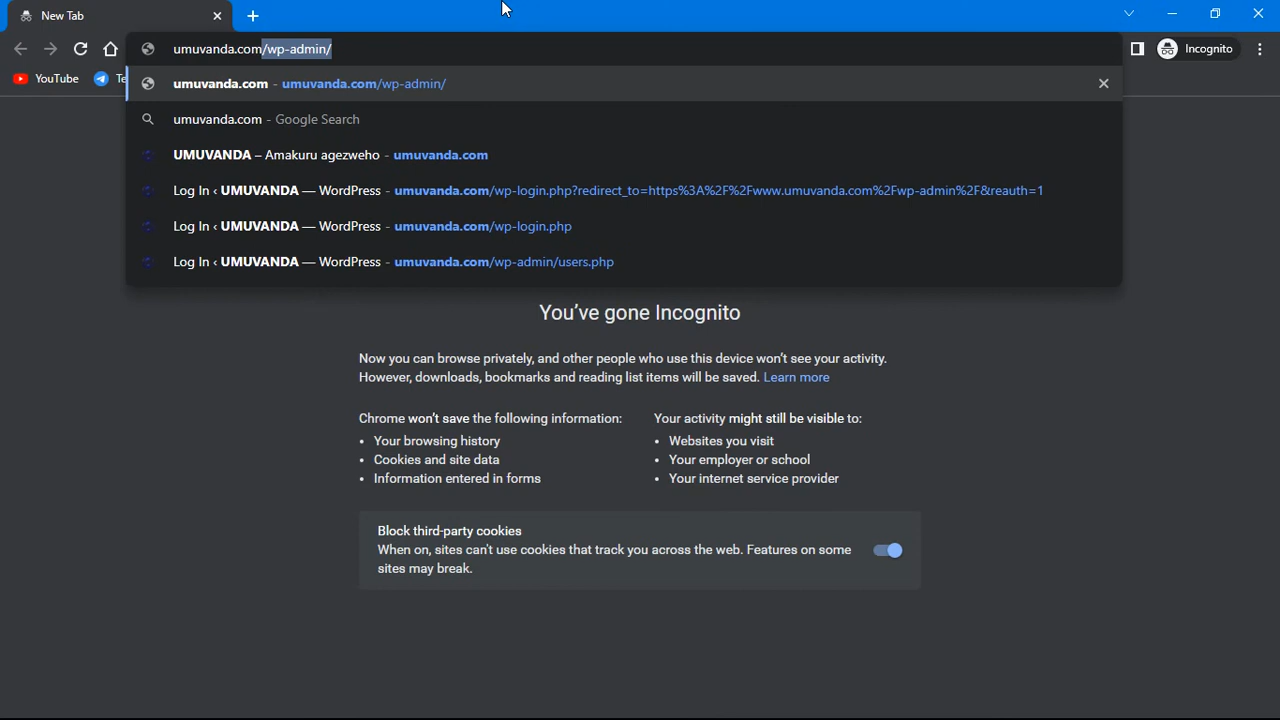 New Tab
umuvanda.com/wp-admin/
Incognito
YouTube Te
umuvanda.com - umuvanda.com/wp-admin/
umuvanda.com - Google Search
UMUVANDA – Amakuru agezweho - umuvanda.com
Log In ‹ UMUVANDA — WordPress - umuvanda.com/wp-login.php?redirect_to=https%3A%2F%2Fwww.umuvanda.com%2Fwp-admin%2F&reauth=1
Log In ‹ UMUVANDA — WordPress - umuvanda.com/wp-login.php
Log In ‹ UMUVANDA — WordPress - umuvanda.com/wp-admin/users.php
You've gone Incognito
Now you can browse privately, and other people who use this device won't see your activity.
However, downloads, bookmarks and reading list items will be saved. Learn more
Chrome won't save the following information:
• Your browsing history
• Cookies and site data
• Information entered in forms
Your activity might still be visible to:
• Websites you visit
• Your employer or school
• Your internet service provider
Block third-party cookies
When on, sites can't use cookies that track you across the web. Features on some
sites may break.